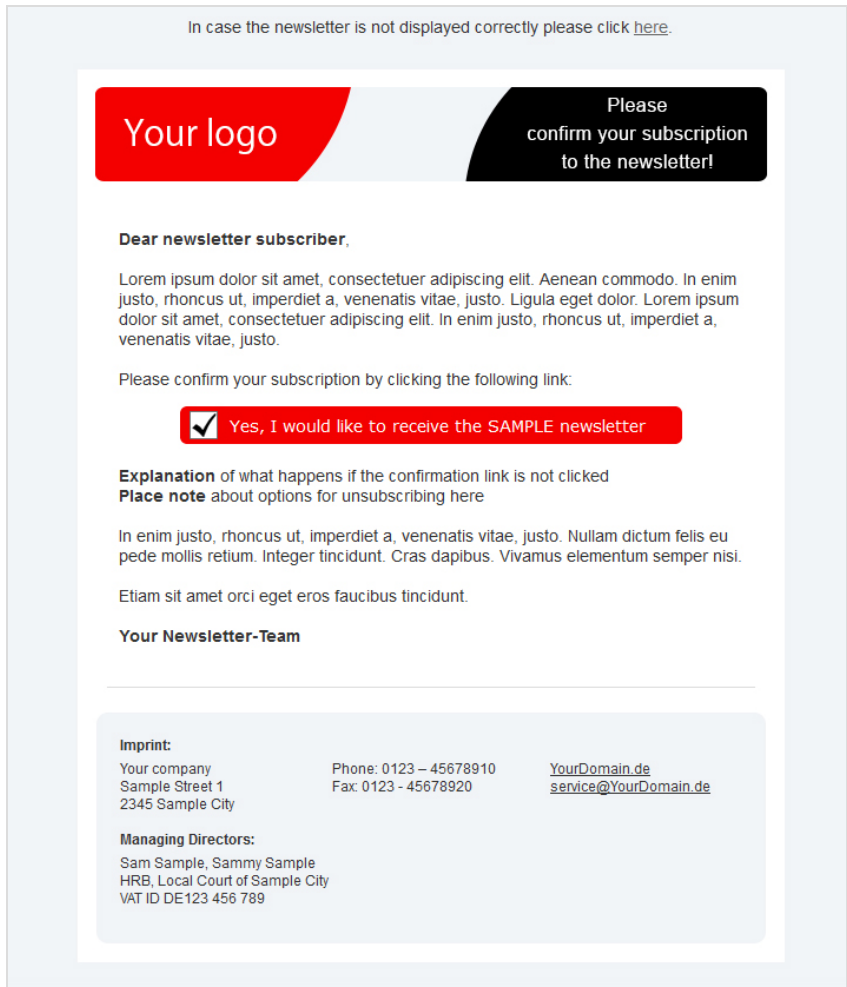 In case the newsletter is not displayed correctly please click here.
Your logo
Please
confirm your subscription
to the newsletter!
Dear newsletter subscriber,
Lorem ipsum dolor sit amet, consectetuer adipiscing elit. Aenean commodo. In enim
justo, rhoncus ut, imperdiet a, venenatis vitae, justo. Ligula eget dolor. Lorem ipsum
dolor sit amet, consectetuer adipiscing elit. In enim justo, rhoncus ut, imperdiet a,
venenatis vitae, justo.
Please confirm your subscription by clicking the following link:
Yes, I would like to receive the SAMPLE newsletter
Explanation of what happens if the confirmation link is not clicked
Place note about options for unsubscribing here
In enim justo, rhoncus ut, imperdiet a, venenatis vitae, justo. Nullam dictum felis eu
pede mollis retium. Integer tincidunt. Cras dapibus. Vivamus elementum semper nisi.
Etiam sit amet orci eget eros faucibus tincidunt.
Your Newsletter-Team
Imprint:
Your company
Sample Street 1
2345 Sample City
Phone: 0123 – 45678910
Fax: 0123 - 45678920
YourDomain.de
service@YourDomain.de
Managing Directors:
Sam Sample, Sammy Sample
HRB, Local Court of Sample City
VAT ID DE123 456 789